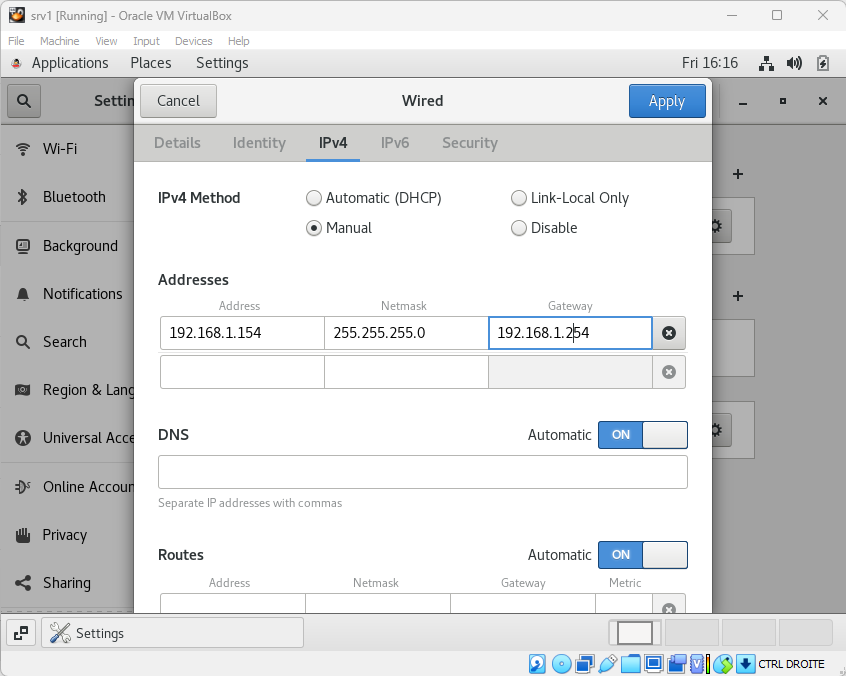 srv1 [Running] - Oracle VM VirtualBox
File Machine View Input Devices Help
Applications Places Settings Fri 16:16
Settin
Cancel Wired Apply
Details Identity IPv4 IPv6 Security
Wi-Fi
Bluetooth
Background
Notifications
Search
Region & Lang
Universal Acce
Online Accoun
Privacy
Sharing
IPv4 Method
Automatic (DHCP) Link-Local Only
Manual Disable
Addresses
Address Netmask Gateway
192.168.1.154 255.255.255.0 192.168.1.254
DNS Automatic ON
Separate IP addresses with commas
Routes Automatic ON
Address Netmask Gateway Metric
Settings
CTRL DROITE